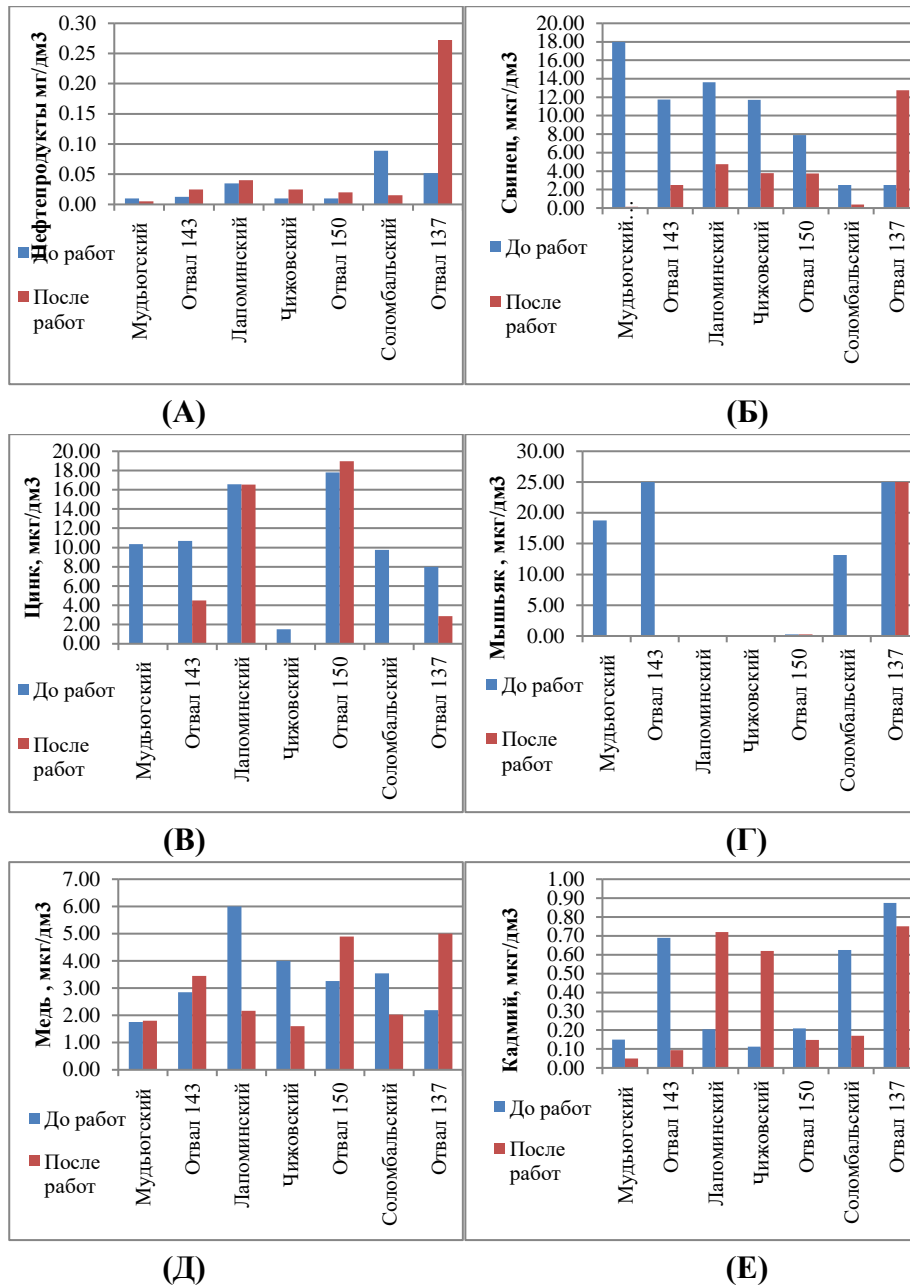 Нефтепродукты мг/дм3
0.30
0.25
0.20
0.15
0.10
0.05
0.00
До работ
После работ
Мудьюгский
Отвал 143
Лапоминский
Чижовский
Отвал 150
Соломбальский
Отвал 137
(А)
Свинец, мкг/дм3
18.00
16.00
14.00
12.00
10.00
8.00
6.00
4.00
2.00
0.00
До работ
После работ
Мудьюгский…
Отвал 143
Лапоминский
Чижовский
Отвал 150
Соломбальский
Отвал 137
(Б)
Цинк, мкг/дм3
20.00
18.00
16.00
14.00
12.00
10.00
8.00
6.00
4.00
2.00
0.00
До работ
После работ
Мудьюгский
Отвал 143
Лапоминский
Чижовский
Отвал 150
Соломбальский
Отвал 137
(В)
Мышьяк , мкг/дм3
30.00
25.00
20.00
15.00
10.00
5.00
0.00
До работ
После работ
Мудьюгский
Отвал 143
Лапоминский
Чижовский
Отвал 150
Соломбальский
Отвал 137
(Г)
Медь , мкг/дм3
7.00
6.00
5.00
4.00
3.00
2.00
1.00
0.00
До работ
После работ
Мудьюгский
Отвал 143
Лапоминский
Чижовский
Отвал 150
Соломбальский
Отвал 137
(Д)
Кадмий, мкг/дм3
1.00
0.90
0.80
0.70
0.60
0.50
0.40
0.30
0.20
0.10
0.00
До работ
После работ
Мудьюгский
Отвал 143
Лапоминский
Чижовский
Отвал 150
Соломбальский
Отвал 137
(Е)